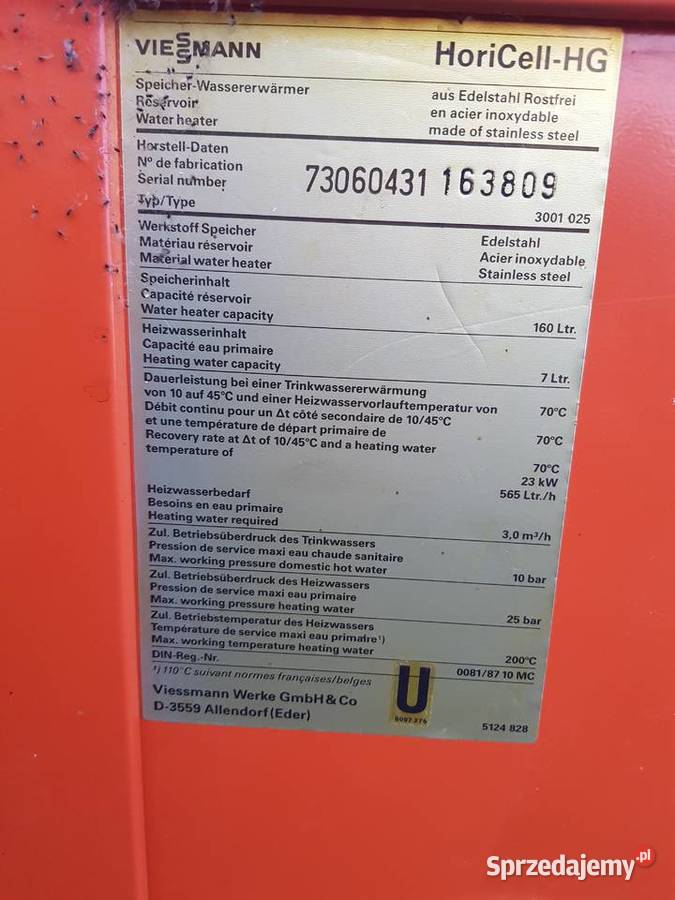 VIESSMANN HoriCell-HG
Speicher-Wassererwärmer aus Edelstahl Rostfrei
Réservoir en acier inoxydable
Water heater made of stainless steel
Herstell-Daten
Nº de fabrication
Serial number 73060431 163809
Typ/Type 3001 025
Werkstoff Speicher Edelstahl
Matériau réservoir Acier inoxydable
Material water heater Stainless steel
Speicherinhalt
Capacité réservoir
Water heater capacity 160 Ltr.
Heizwasserinhalt
Capacité eau primaire
Heating water capacity 7 Ltr.
Dauerleistung bei einer Trinkwassererwärmung
von 10 auf 45°C und einer Heizwasservorlauftemperatur von 70°C
Débit continu pour un Δt côté secondaire de 10/45°C
et une température de départ primaire de 70°C
Recovery rate at Δt of 10/45°C and a heating water
temperature of 70°C
23 kW
565 Ltr./h
Heizwasserbedarf
Besoins en eau primaire
Heating water required 3,0 m³/h
Zul. Betriebsüberdruck des Trinkwassers
Pression de service maxi eau chaude sanitaire
Max. working pressure domestic hot water 10 bar
Zul. Betriebsüberdruck des Heizwassers
Pression de service maxi eau primaire
Max. working pressure heating water 25 bar
Zul. Betriebstemperatur des Heizwassers
Température de service maxi eau primaire¹)
Max. working temperature heating water 200°C
DIN-Reg.-Nr. 0081/87 10 MC
¹) 110°C suivant normes françaises/belges
Viessmann Werke GmbH & Co
D-3559 Allendorf (Eder)
U
5097 276
5124 828
Sprzedajemy.pl